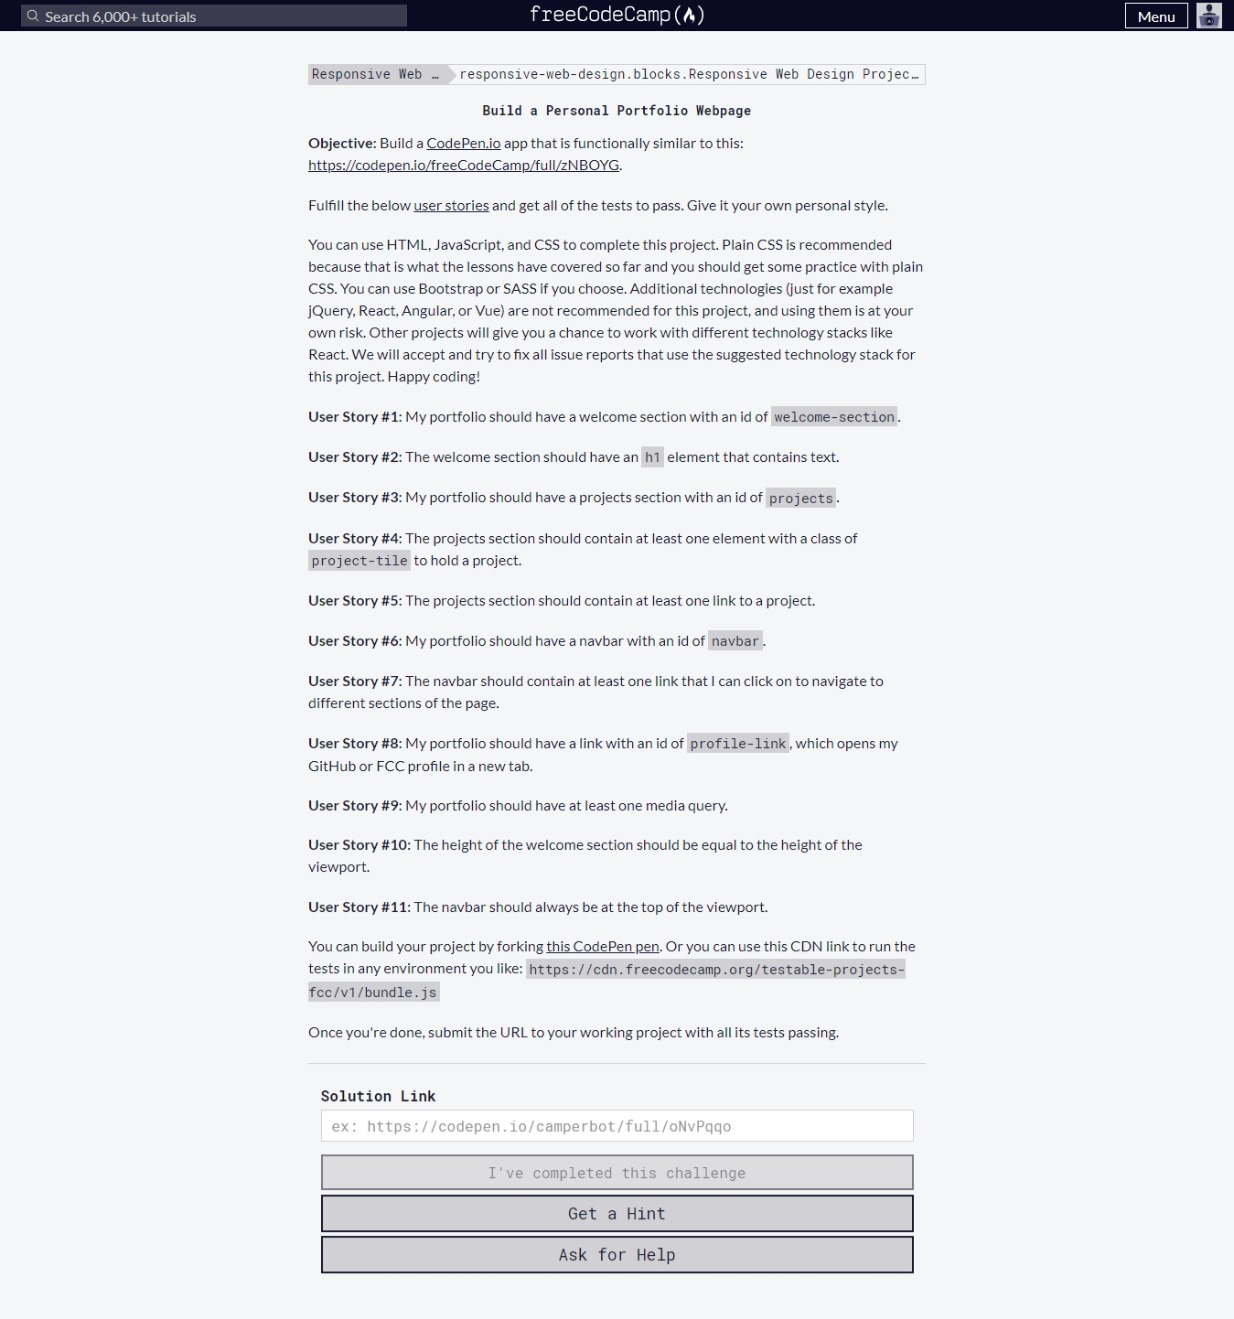 Search 6,000+ tutorials
freeCodeCamp
Menu
Responsive Web …
responsive-web-design.blocks.Responsive Web Design Projec…
Build a Personal Portfolio Webpage
Objective: Build a CodePen.io app that is functionally similar to this:
https://codepen.io/freeCodeCamp/full/zNBOYG.
Fulfill the below user stories and get all of the tests to pass. Give it your own personal style.
You can use HTML, JavaScript, and CSS to complete this project. Plain CSS is recommended
because that is what the lessons have covered so far and you should get some practice with plain
CSS. You can use Bootstrap or SASS if you choose. Additional technologies (just for example
jQuery, React, Angular, or Vue) are not recommended for this project, and using them is at your
own risk. Other projects will give you a chance to work with different technology stacks like
React. We will accept and try to fix all issue reports that use the suggested technology stack for
this project. Happy coding!
User Story #1: My portfolio should have a welcome section with an id of welcome-section.
User Story #2: The welcome section should have an h1 element that contains text.
User Story #3: My portfolio should have a projects section with an id of projects.
User Story #4: The projects section should contain at least one element with a class of
project-tile to hold a project.
User Story #5: The projects section should contain at least one link to a project.
User Story #6: My portfolio should have a navbar with an id of navbar.
User Story #7: The navbar should contain at least one link that I can click on to navigate to
different sections of the page.
User Story #8: My portfolio should have a link with an id of profile-link, which opens my
GitHub or FCC profile in a new tab.
User Story #9: My portfolio should have at least one media query.
User Story #10: The height of the welcome section should be equal to the height of the
viewport.
User Story #11: The navbar should always be at the top of the viewport.
You can build your project by forking this CodePen pen. Or you can use this CDN link to run the
tests in any environment you like: https://cdn.freecodecamp.org/testable-projects-
fcc/v1/bundle.js
Once you're done, submit the URL to your working project with all its tests passing.
Solution Link
ex: https://codepen.io/camperbot/full/oNvPqqo
I've completed this challenge
Get a Hint
Ask for Help